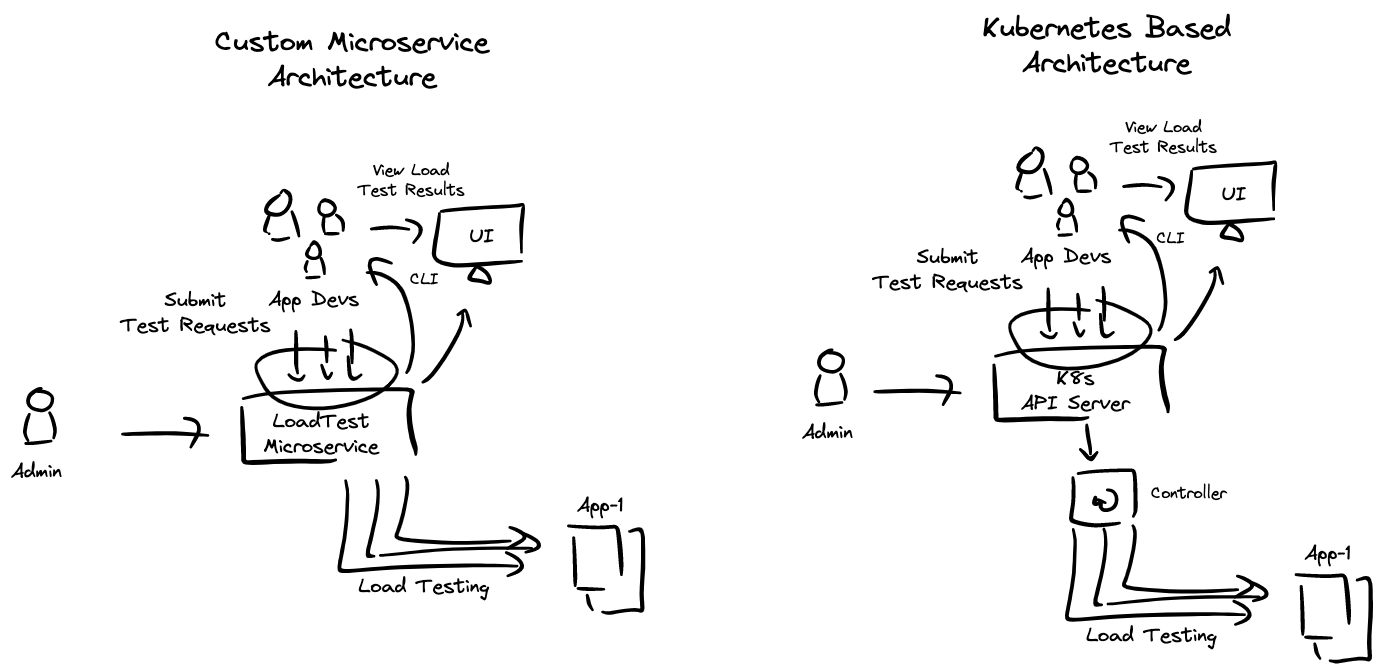 Custom Microservice
Architecture
View Load
Test Results
UI
CLI
Submit
Test Requests
App Devs
LoadTest
Microservice
Admin
App-1
Load Testing
Kubernetes Based
Architecture
View Load
Test Results
UI
CLI
Submit
Test Requests
App Devs
K8s
API Server
Admin
Controller
App-1
Load Testing